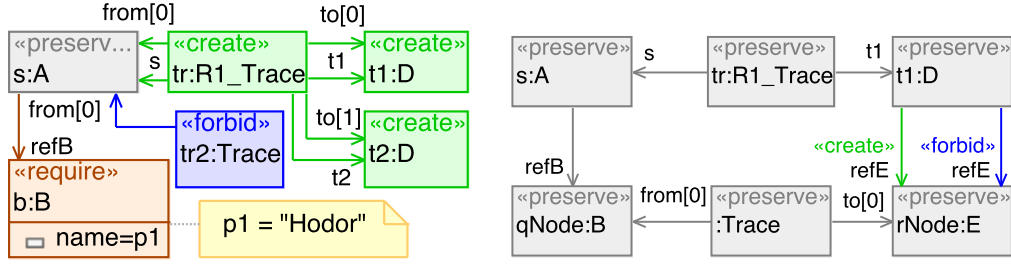 from[0]
to[0]
«preserv...
s:A
s
«create»
tr:R1_Trace
t1
«create»
t1:D
from[0]
refB
«forbid»
tr2:Trace
to[1]
t2
«create»
t2:D
«require»
b:B
name=p1
p1 = "Hodor"
«preserve»
s:A
s
«preserve»
tr:R1_Trace
t1
«preserve»
t1:D
refB
«create»
refE
«forbid»
refE
«preserve»
qNode:B
from[0]
«preserve»
:Trace
to[0]
«preserve»
rNode:E